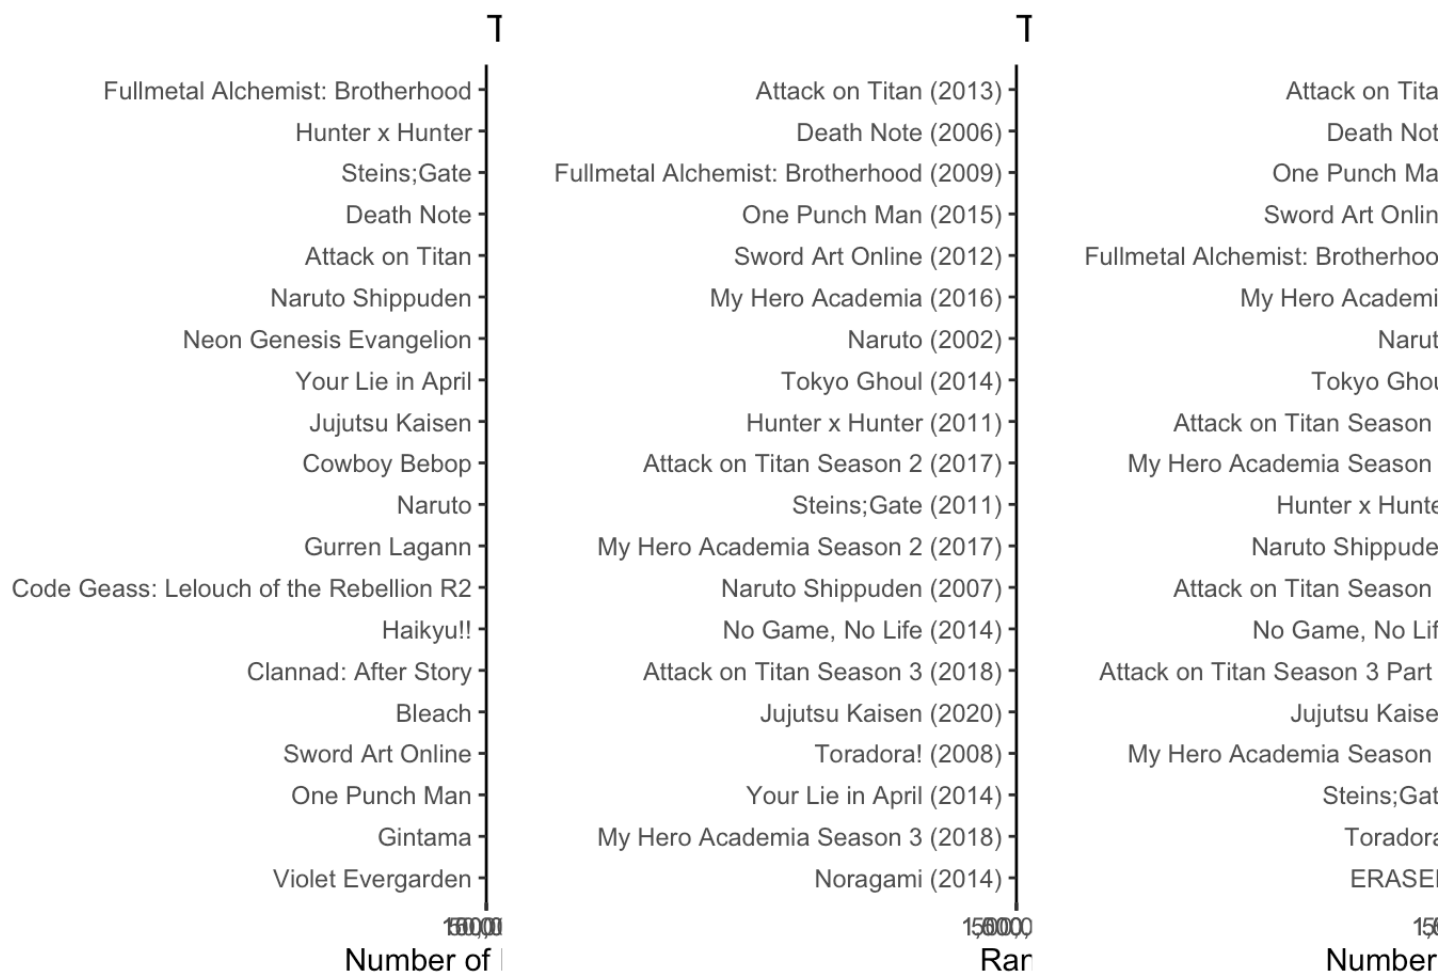 T
Fullmetal Alchemist: Brotherhood
Hunter x Hunter
Steins;Gate
Death Note
Attack on Titan
Naruto Shippuden
Neon Genesis Evangelion
Your Lie in April
Jujutsu Kaisen
Cowboy Bebop
Naruto
Gurren Lagann
Code Geass: Lelouch of the Rebellion R2
Haikyu!!
Clannad: After Story
Bleach
Sword Art Online
One Punch Man
Gintama
Violet Evergarden
Number of
T
Attack on Titan (2013)
Death Note (2006)
Fullmetal Alchemist: Brotherhood (2009)
One Punch Man (2015)
Sword Art Online (2012)
My Hero Academia (2016)
Naruto (2002)
Tokyo Ghoul (2014)
Hunter x Hunter (2011)
Attack on Titan Season 2 (2017)
Steins;Gate (2011)
My Hero Academia Season 2 (2017)
Naruto Shippuden (2007)
No Game, No Life (2014)
Attack on Titan Season 3 (2018)
Jujutsu Kaisen (2020)
Toradora! (2008)
Your Lie in April (2014)
My Hero Academia Season 3 (2018)
Noragami (2014)
Ran
Attack on Tita
Death Not
One Punch Ma
Sword Art Onlin
Fullmetal Alchemist: Brotherhoo
My Hero Academi
Narut
Tokyo Ghou
Attack on Titan Season
My Hero Academia Season
Hunter x Hunte
Naruto Shippude
Attack on Titan Season
No Game, No Lif
Attack on Titan Season 3 Part
Jujutsu Kaise
My Hero Academia Season
Steins;Gat
Toradora
ERASE
Number